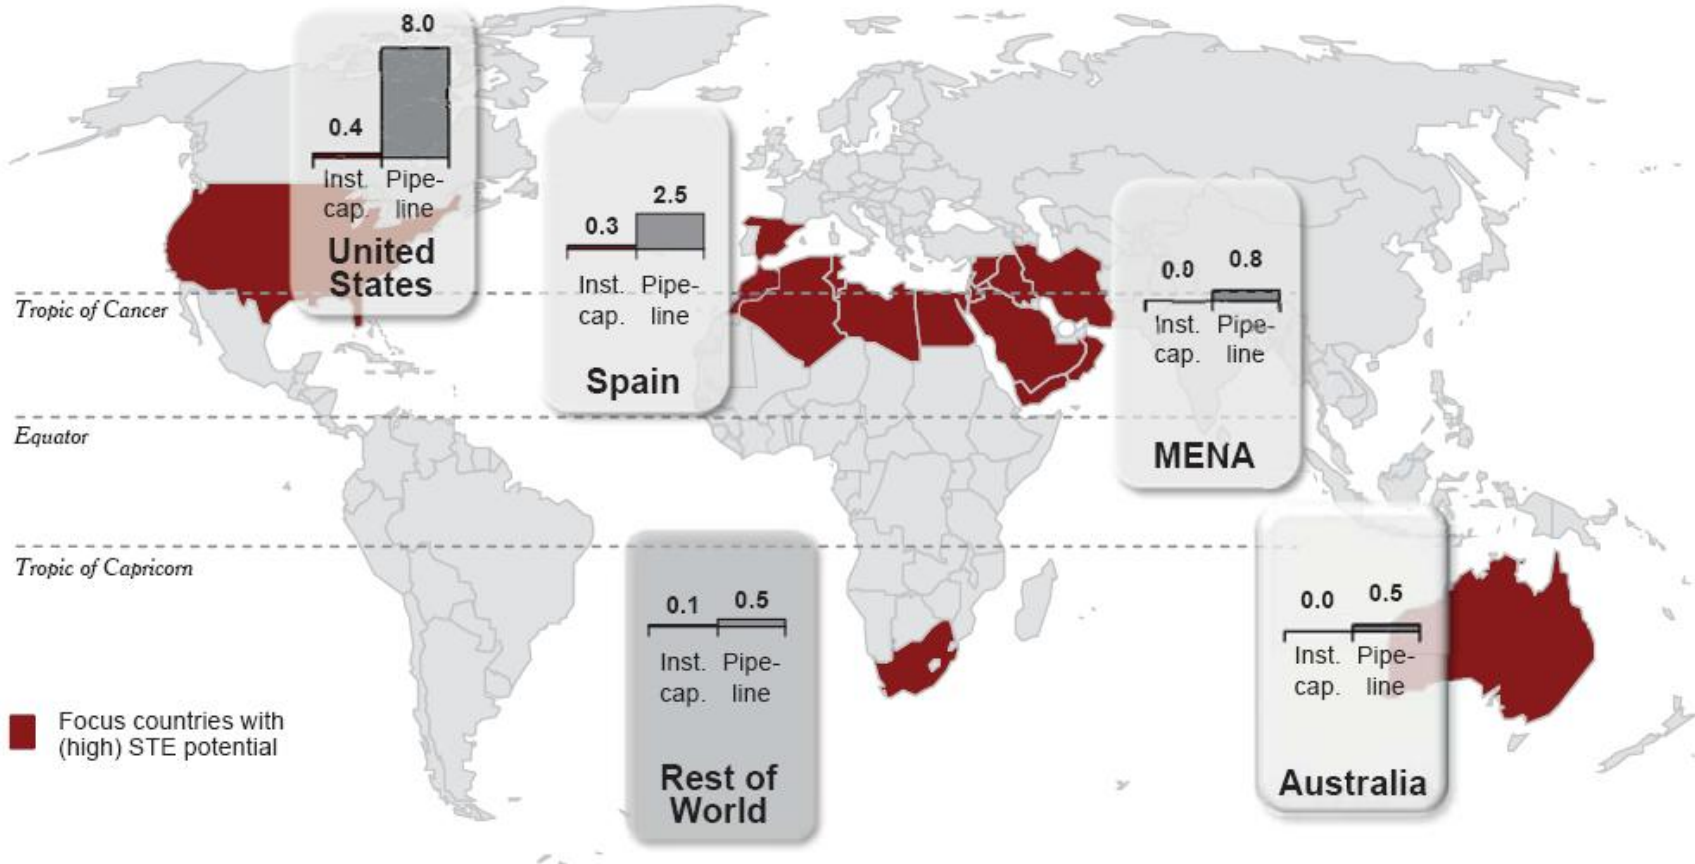 8.0
0.4
Inst. Pipe-
cap. line
United
States
2.5
0.3
Inst. Pipe-
cap. line
Spain
0.8
0.0
Inst. Pipe-
cap. line
MENA
Tropic of Cancer
Equator
Tropic of Capricorn
0.5
0.1
Inst. Pipe-
cap. line
Rest of
World
0.5
0.0
Inst. Pipe-
cap. line
Australia
Focus countries with
(high) STE potential